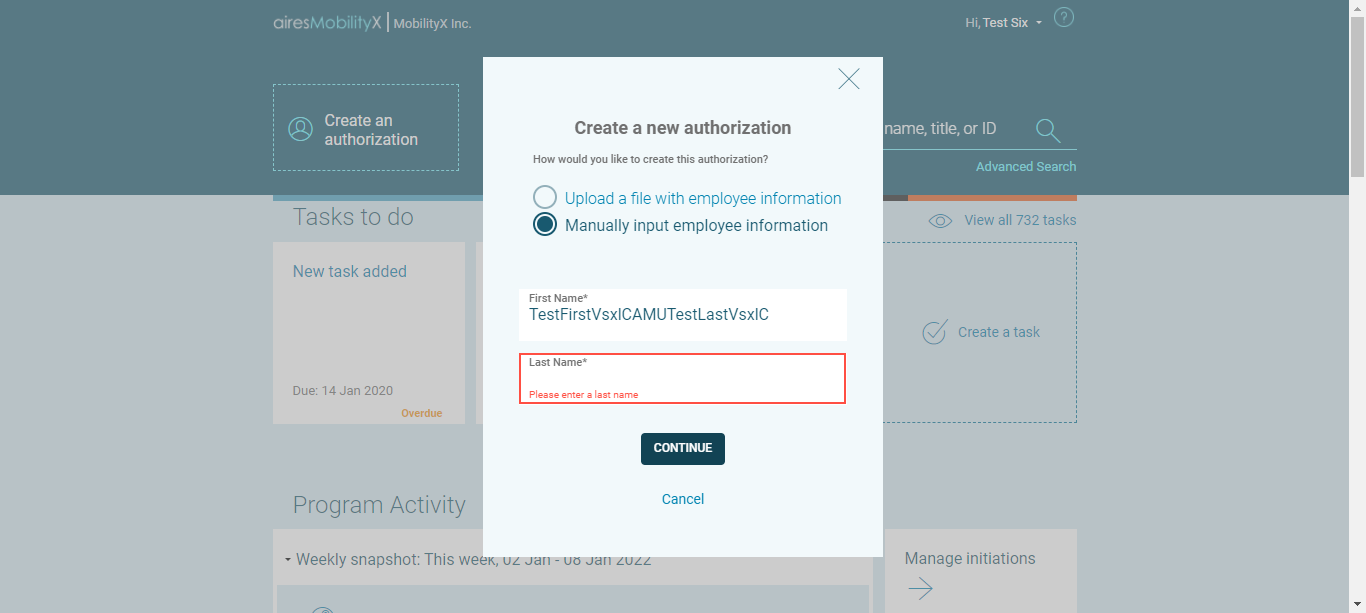 airesMobilityX | MobilityX Inc.
Hi, Test Six
?
Create an
authorization
name, title, or ID
Advanced Search
Create a new authorization
How would you like to create this authorization?
Upload a file with employee information
Manually input employee information
First Name*
TestFirstVsxICAMUTestLastVsxIC
Last Name*
Please enter a last name
CONTINUE
Cancel
Tasks to do
View all 732 tasks
New task added
Due: 14 Jan 2020
Overdue
Create a task
Program Activity
Weekly snapshot: This week, 02 Jan - 08 Jan 2022
Manage initiations